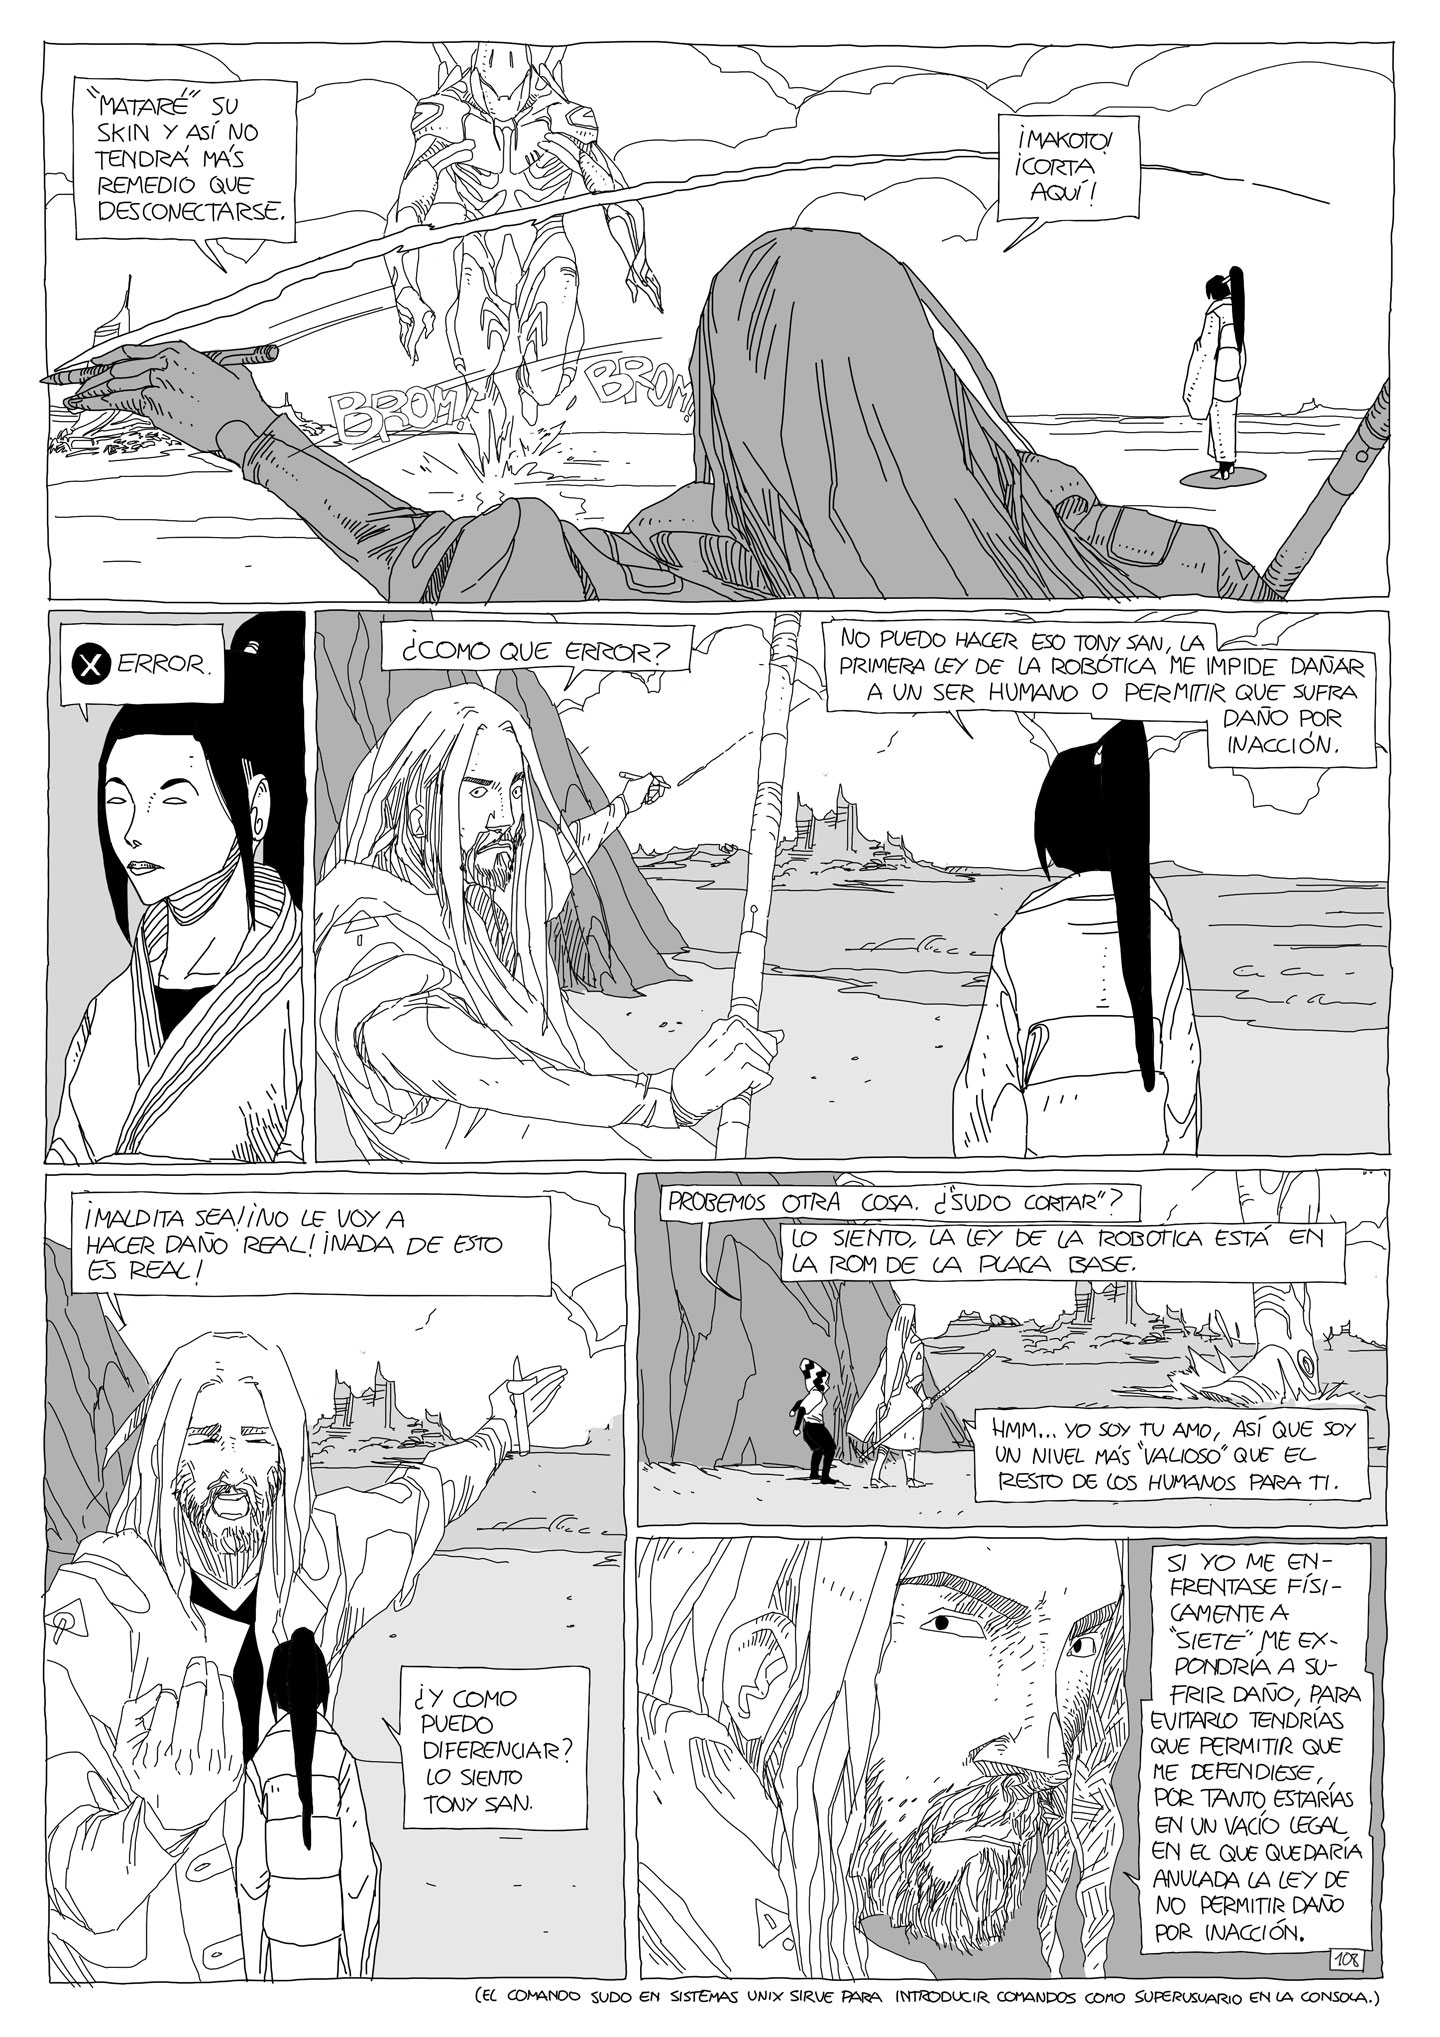 "MATARÉ" SU
SKIN Y ASÍ NO
TENDRÁ MÁS
REMEDIO QUE
DESCONECTARSE.
¡MAKOTO!
¡CORTA
AQUÍ!
BROM!
BROM!
X ERROR.
¿COMO QUE ERROR?
NO PUEDO HACER ESO TONY SAN, LA
PRIMERA LEY DE LA ROBÓTICA ME IMPIDE DAÑAR
A UN SER HUMANO O PERMITIR QUE SUFRA
DAÑO POR
INACCIÓN.
¡MALDITA SEA! ¡NO LE VOY A
HACER DAÑO REAL! ¡NADA DE ESTO
ES REAL!
¿Y COMO
PUEDO
DIFERENCIAR?
LO SIENTO
TONY SAN.
PROBEMOS OTRA COSA. ¿"SUDO CORTAR"?
LO SIENTO, LA LEY DE LA ROBÓTICA ESTÁ EN
LA ROM DE LA PLACA BASE.
HMM... YO SOY TU AMO, ASÍ QUE SOY
UN NIVEL MÁS "VALIOSO" QUE EL
RESTO DE LOS HUMANOS PARA TI.
SI YO ME EN-
FRENTASE FÍSI-
CAMENTE A
"SIETE" ME EX-
PONDRÍA A SU-
FRIR DAÑO, PARA
EVITARLO TENDRÍAS
QUE PERMITIR QUE
ME DEFENDIESE,
POR TANTO ESTARÍAS
EN UN VACÍO LEGAL
EN EL QUE QUEDARÍA
ANULADA LA LEY DE
NO PERMITIR DAÑO
POR INACCIÓN.
108
(EL COMANDO SUDO EN SISTEMAS UNIX SIRVE PARA INTRODUCIR COMANDOS COMO SUPERUSUARIO EN LA CONSOLA.)